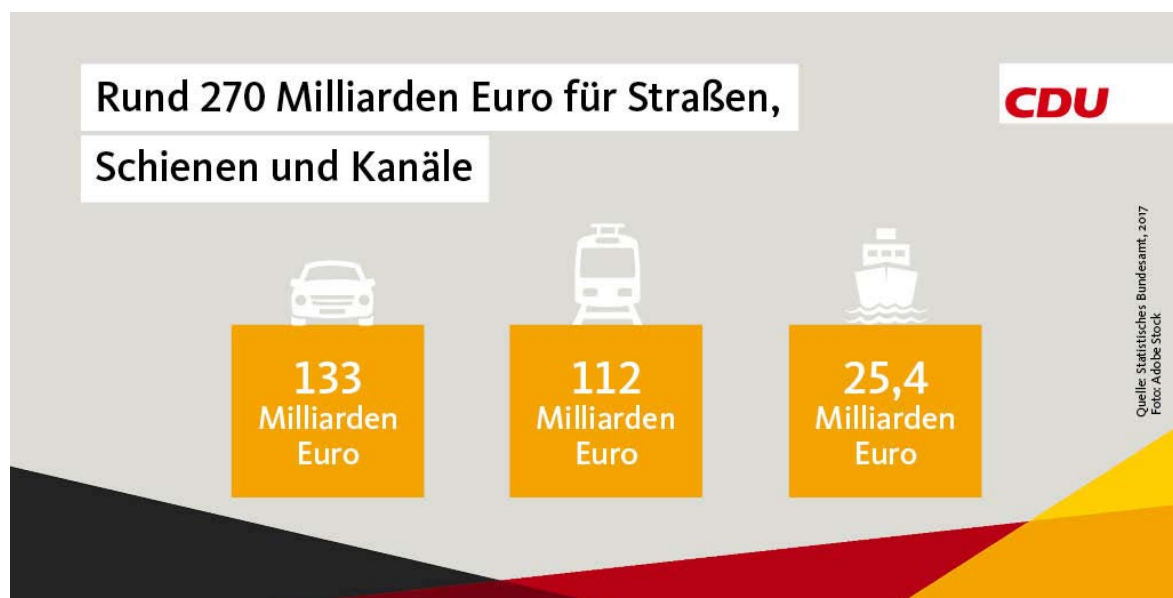 Rund 270 Milliarden Euro für Straßen,
Schienen und Kanäle
CDU
133
Milliarden
Euro
112
Milliarden
Euro
25,4
Milliarden
Euro
Quelle: Statistisches Bundesamt, 2017
Foto: Adobe Stock